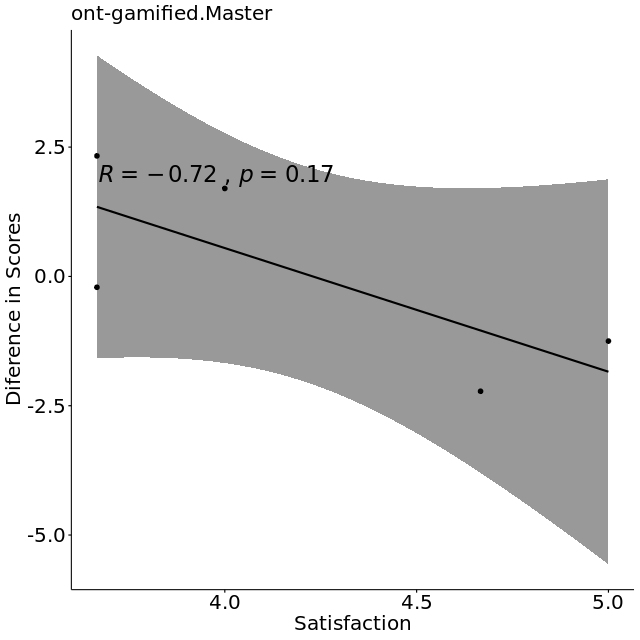 ont-gamified.Master
2.5
R = −0.72 , p = 0.17
0.0
-2.5
-5.0
Diference in Scores
4.0 4.5 5.0
Satisfaction